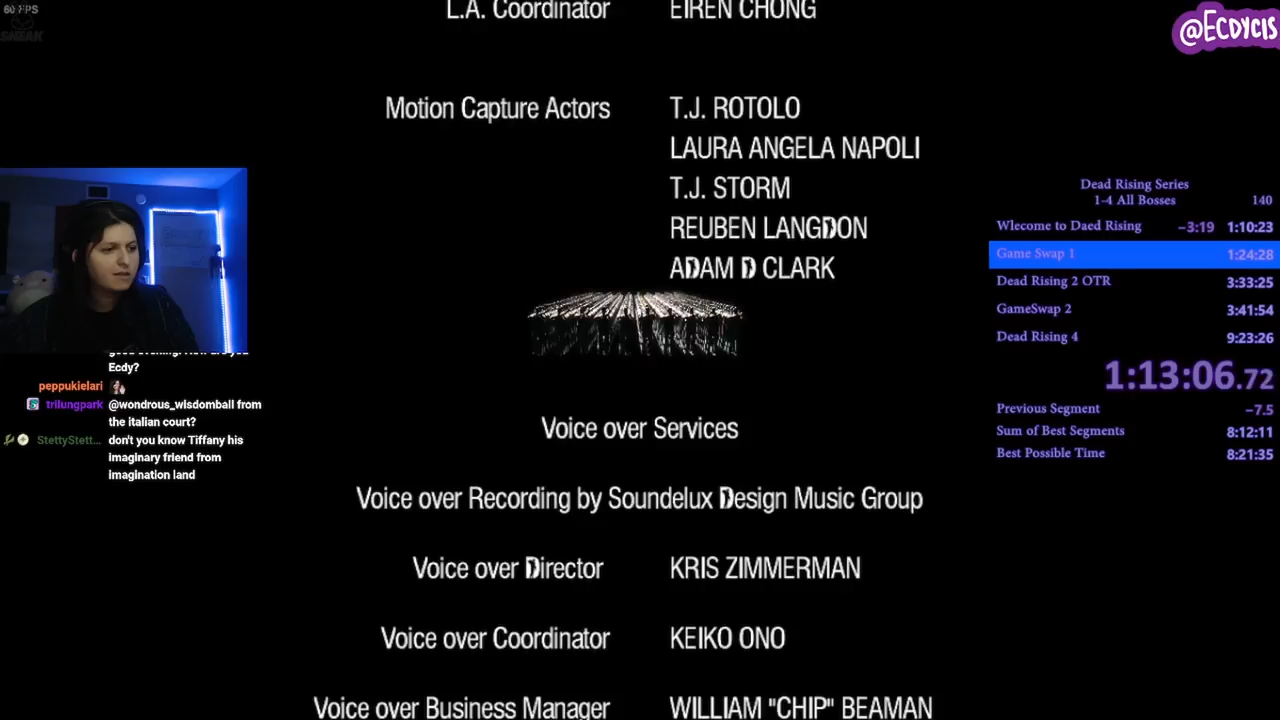 60 FPS
SNEAK
@ECDYCIS
L.A. Coordinator EIREN CHONG
Motion Capture Actors T.J. ROTOLO
LAURA ANGELA NAPOLI
T.J. STORM
REUBEN LANGDON
ADAM D CLARK
Voice over Services
Voice over Recording by Soundelux Design Music Group
Voice over Director KRIS ZIMMERMAN
Voice over Coordinator KEIKO ONO
Voice over Business Manager WILLIAM "CHIP" BEAMAN
Ecdy?
peppukielari
trilungpark @wondrous_wisdomball from
the italian court?
StettyStett... don't you know Tiffany his
imaginary friend from
imagination land
Dead Rising Series
1-4 All Bosses 140
Wlecome to Daed Rising −3:19 1:10:23
Game Swap 1 1:24:28
Dead Rising 2 OTR 3:33:25
GameSwap 2 3:41:54
Dead Rising 4 9:23:26
1:13:06.72
Previous Segment −7.5
Sum of Best Segments 8:12:11
Best Possible Time 8:21:35